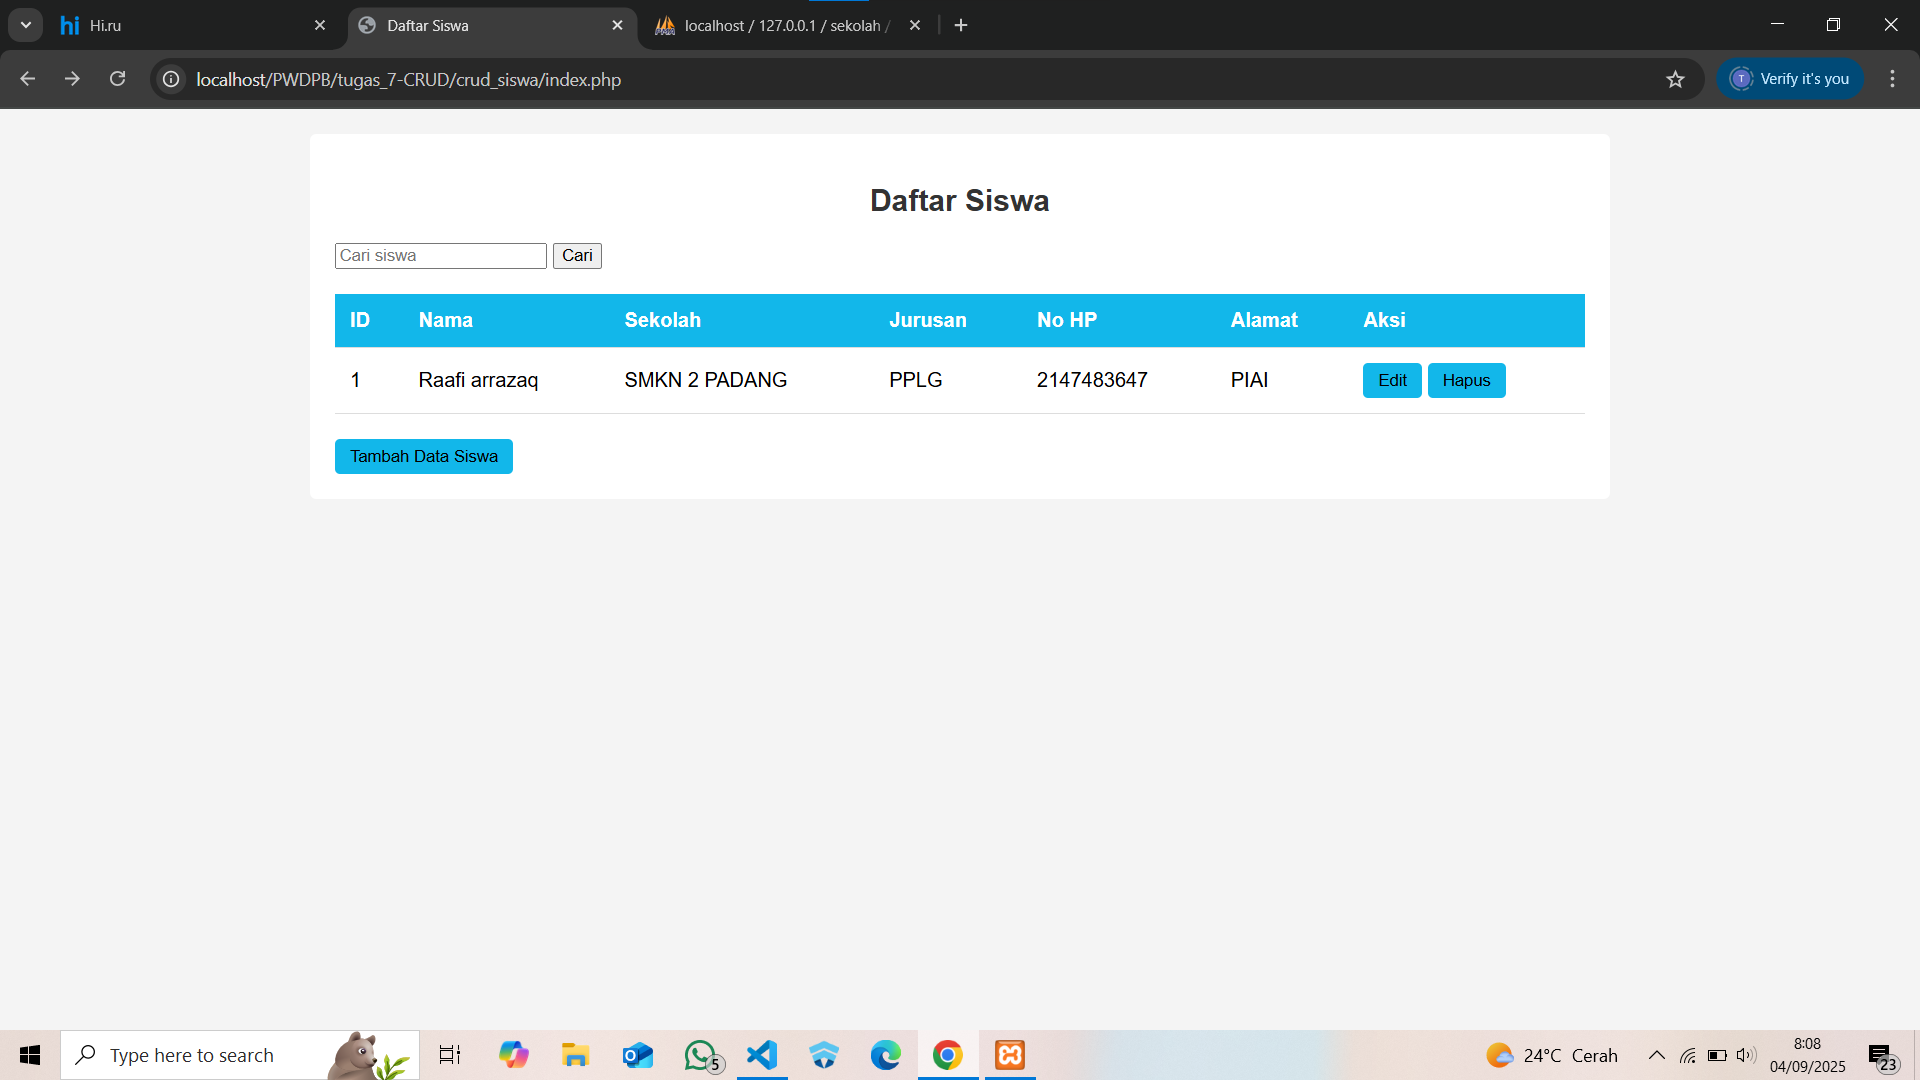 hi Hi.ru
Daftar Siswa
localhost / 127.0.0.1 / sekolah /
localhost/PWDPB/tugas_7-CRUD/crud_siswa/index.php
T Verify it's you
Daftar Siswa
Cari siswa Cari
ID Nama Sekolah Jurusan No HP Alamat Aksi
1 Raafi arrazaq SMKN 2 PADANG PPLG 2147483647 PIAI Edit Hapus
Tambah Data Siswa
Type here to search
5
24°C Cerah
8:08
04/09/2025
23